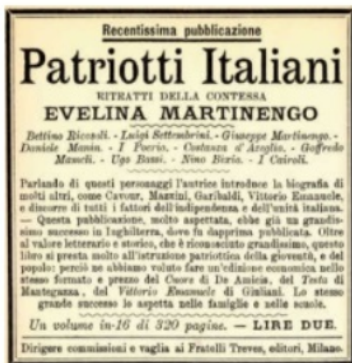 Recentissima pubblicazione
Patriotti Italiani
RITRATTI DELLA CONTESSA
EVELINA MARTINENGO
Bettino Ricasoli. - Luigi Settembrini. - Giuseppe Martinengo. -
Daniele Manin. - I Poerio. - Costanza d'Azeglio. - Goffredo
Mameli. - Ugo Bassi. - Nino Bixio. - I Cairoli.
Parlando di questi personaggi l'autrice introduce la biografia di
molti altri, come Cavour, Mazzini, Garibaldi, Vittorio Emanuele,
e discorre di tutti i fattori dell'indipendenza e dell'unità italiana.
— Questa pubblicazione, molto aspettata, ebbe già un grandis-
simo successo in Inghilterra, dove fu dapprima pubblicata. Oltre
al valore letterario e storico, che è riconosciuto grandissimo, questo
libro si presta molto all'istruzione patriottica della gioventù, e del
popolo: perciò ne abbiamo voluto fare un'edizione economica nello
stesso formato e prezzo del Cuore di De Amicis, del Testa di
Mantegazza, del Vittorio Emanuele di Giuliani. Lo stesso
grande successo lo aspetta nelle famiglie e nelle scuole.
Un volume in-16 di 320 pagine. — LIRE DUE.
Dirigere commissioni e vaglia ai Fratelli Treves, editori, Milano.